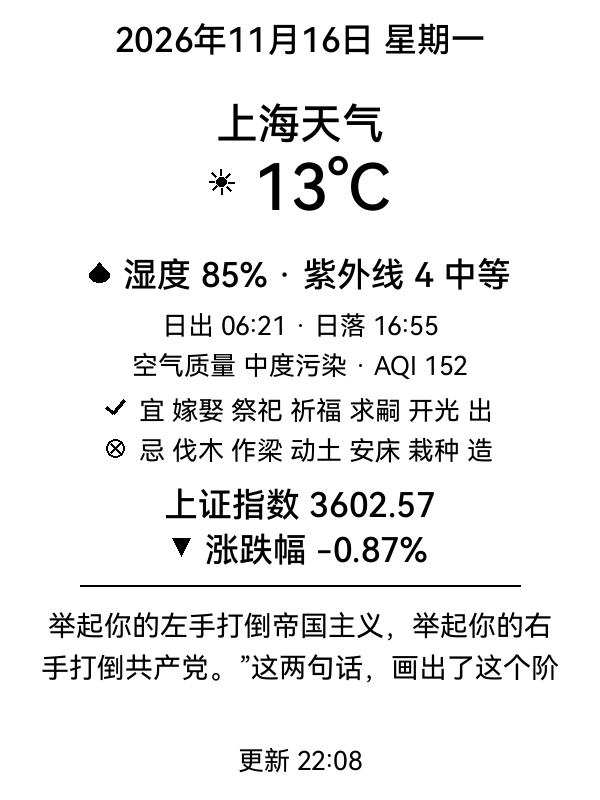 2026年11月16日 星期一
上海天气
13°C
湿度 85% · 紫外线 4 中等
日出 06:21 · 日落 16:55
空气质量 中度污染 · AQI 152
宜 嫁娶 祭祀 祈福 求嗣 开光 出
忌 伐木 作梁 动土 安床 栽种 造
上证指数 3602.57
▼ 涨跌幅 -0.87%
举起你的左手打倒帝国主义，举起你的右
手打倒共产党。”这两句话，画出了这个阶
更新 22:08